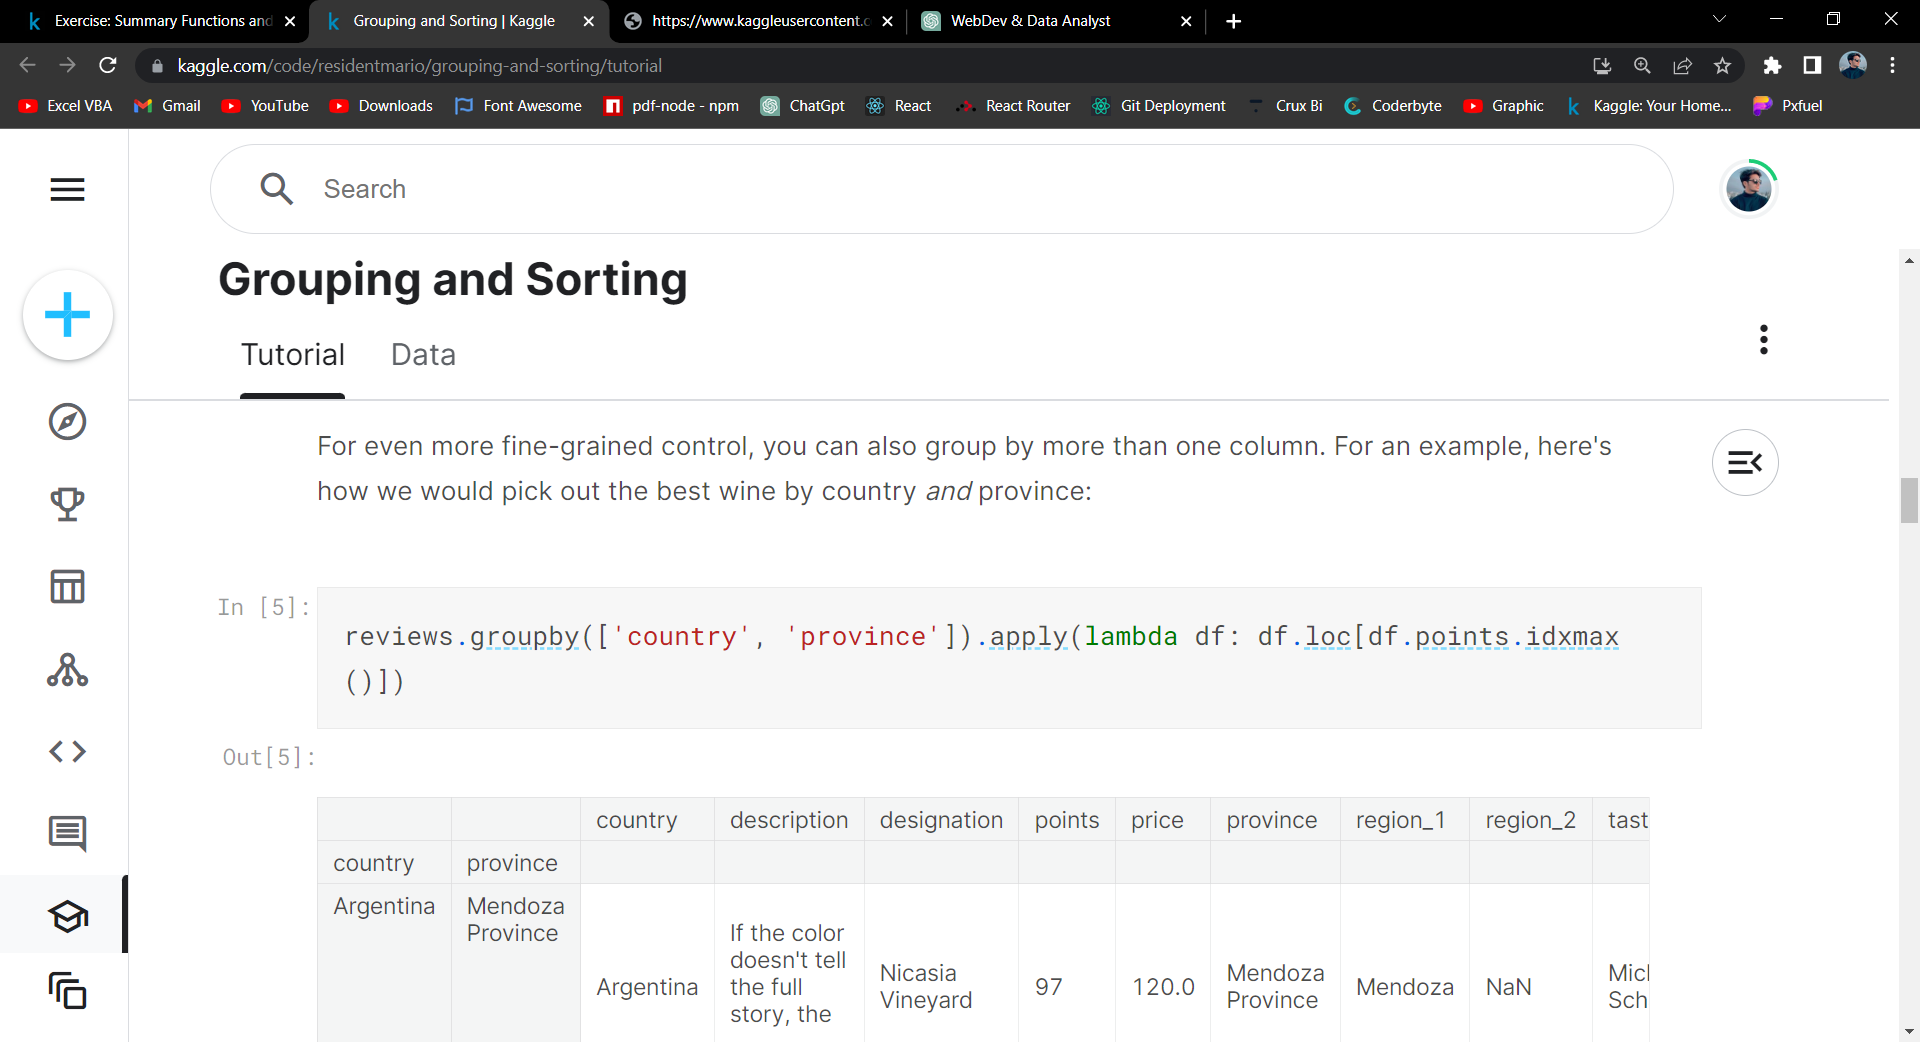 Exercise: Summary Functions and
Grouping and Sorting | Kaggle
https://www.kaggleusercontent.c
WebDev & Data Analyst
kaggle.com/code/residentmario/grouping-and-sorting/tutorial
Excel VBA
Gmail
YouTube
Downloads
Font Awesome
pdf-node - npm
ChatGpt
React
React Router
Git Deployment
Crux Bi
Coderbyte
Graphic
Kaggle: Your Home...
Pxfuel
Search
Grouping and Sorting
Tutorial Data
For even more fine-grained control, you can also group by more than one column. For an example, here's
how we would pick out the best wine by country and province:
In [5]:
reviews.groupby(['country', 'province']).apply(lambda df: df.loc[df.points.idxmax
()])
Out[5]:
country description designation points price province region_1 region_2 tast
country province
Argentina
Mendoza
Province
Argentina
If the color
doesn't tell
the full
story, the
Nicasia
Vineyard
97
120.0
Mendoza
Province
Mendoza
NaN
Mic
Sch